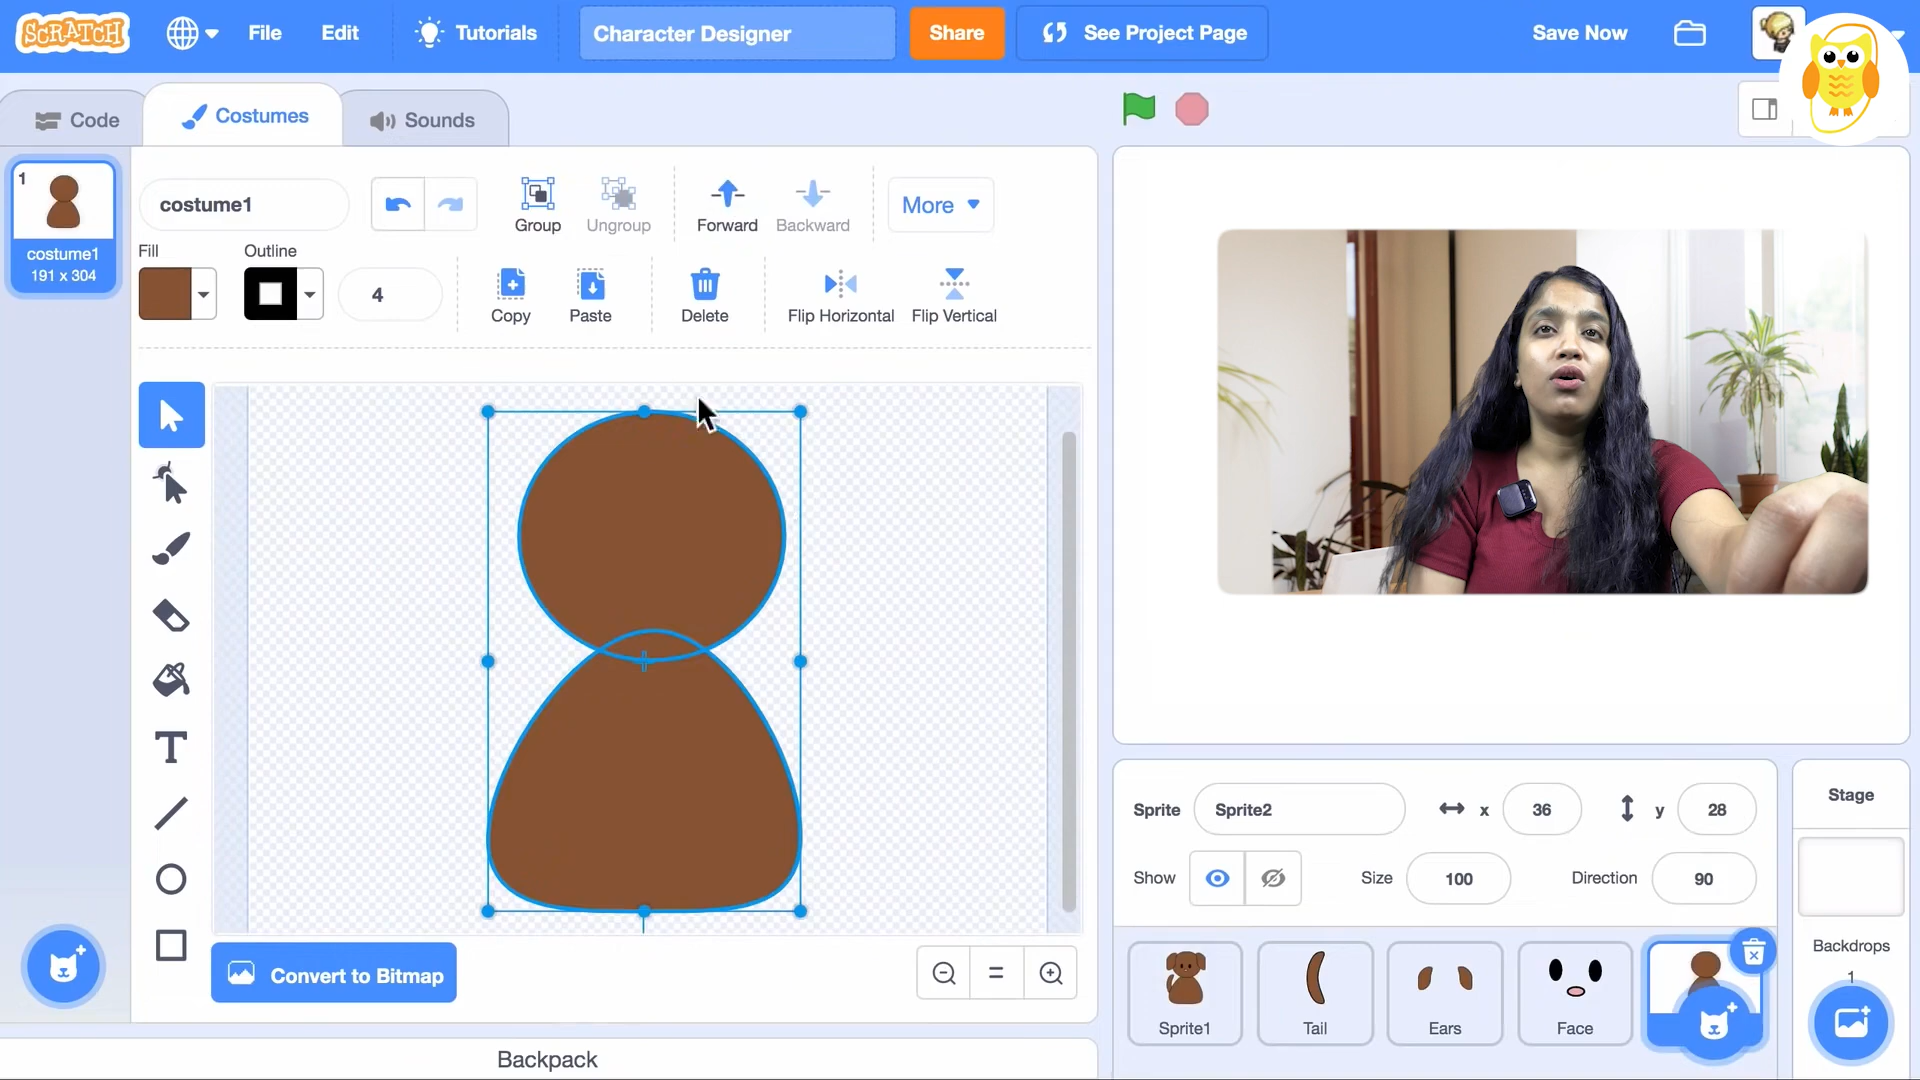 SCRATCH
File
Edit
Tutorials
Character Designer
Share
See Project Page
Save Now
Code
Costumes
Sounds
1
costume1
191 x 304
costume1
Group
Ungroup
Forward
Backward
More
Fill
Outline
4
Copy
Paste
Delete
Flip Horizontal
Flip Vertical
T
Convert to Bitmap
=
Backpack
Sprite
Sprite2
x
36
y
28
Show
Size
100
Direction
90
Sprite1
Tail
Ears
Face
Stage
Backdrops
1